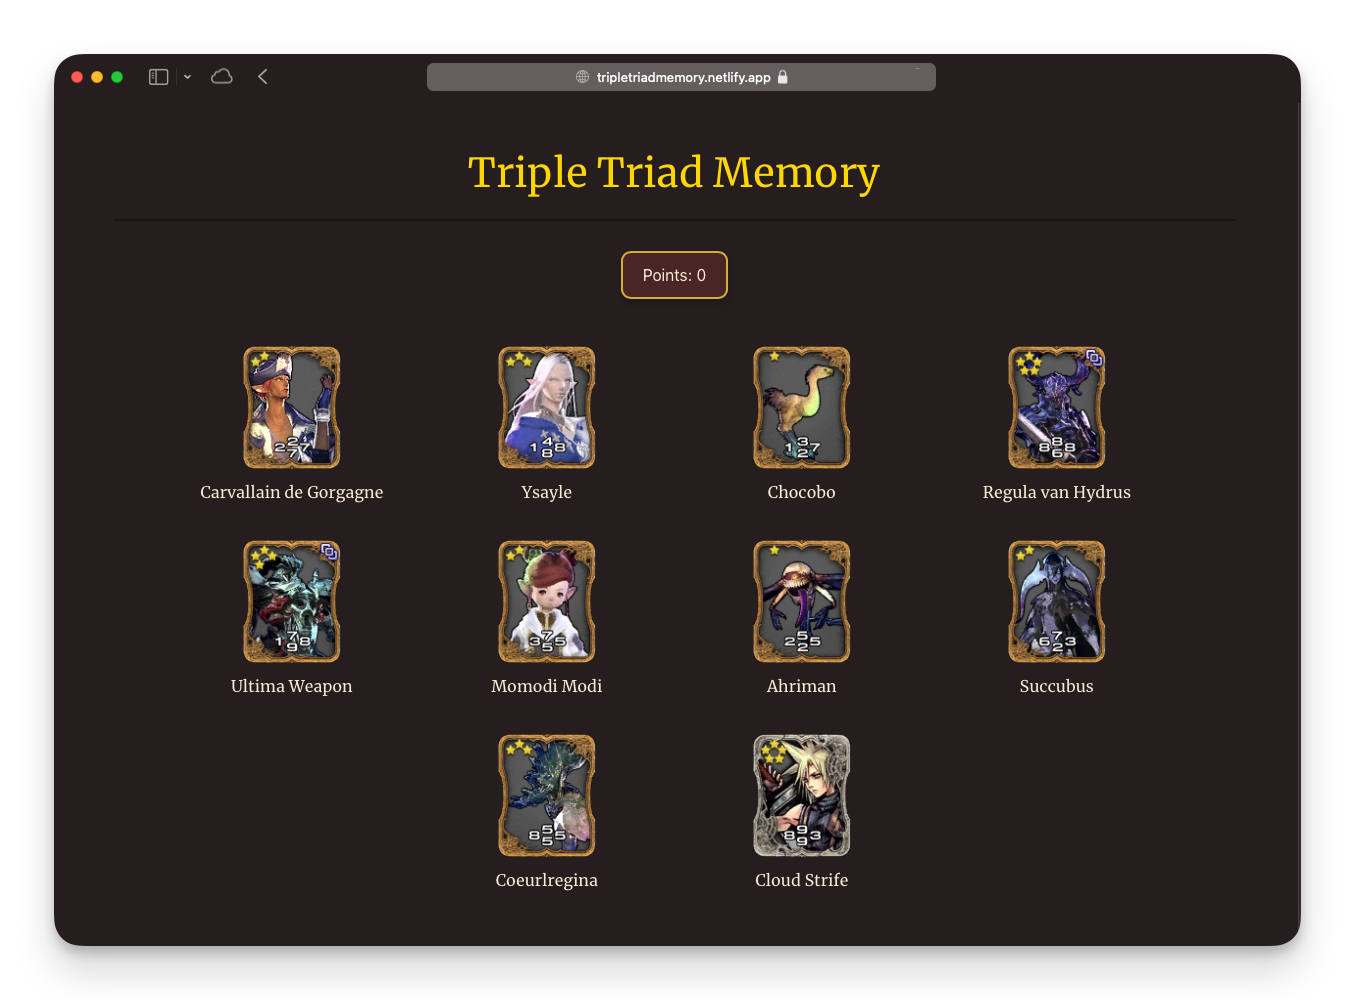 tripletriadmemory.netlify.app
Triple Triad Memory
Points: 0
2
2 7
7
4
1 8
8
3
1 7
2
8
8 8
6
Carvallain de Gorgagne
Ysayle
Chocobo
Regula van Hydrus
7
1 8
9
7
3 5
5
5
2 5
2
7
6 3
2
Ultima Weapon
Momodi Modi
Ahriman
Succubus
5
8 5
5
9
8 3
9
Coeurlregina
Cloud Strife